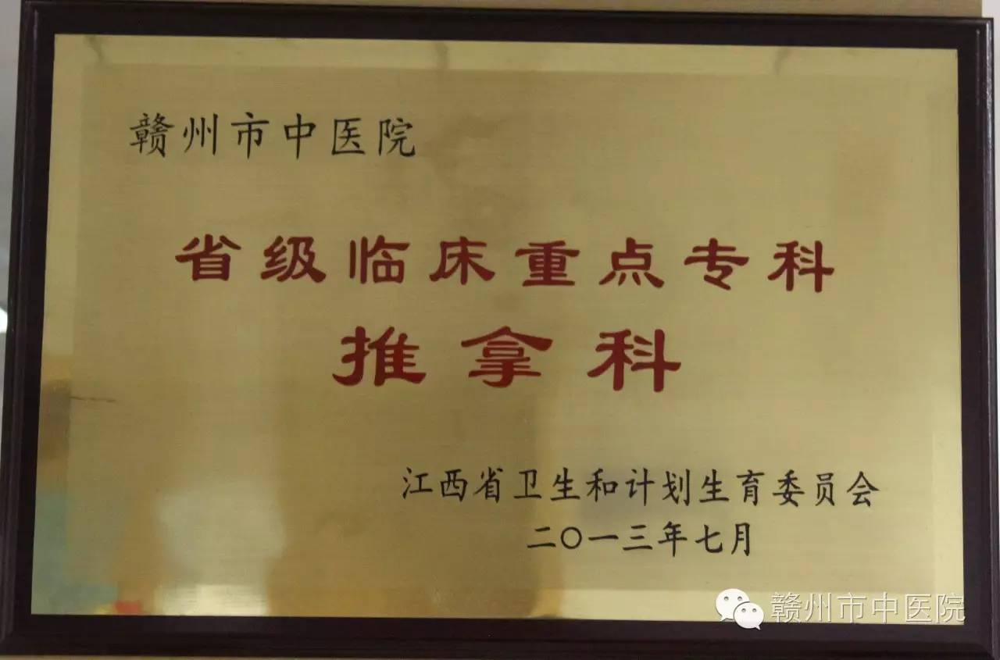 赣州市中医院
省级临床重点专科
推拿科
江西省卫生和计划生育委员会
二〇一三年七月
赣州市中医院